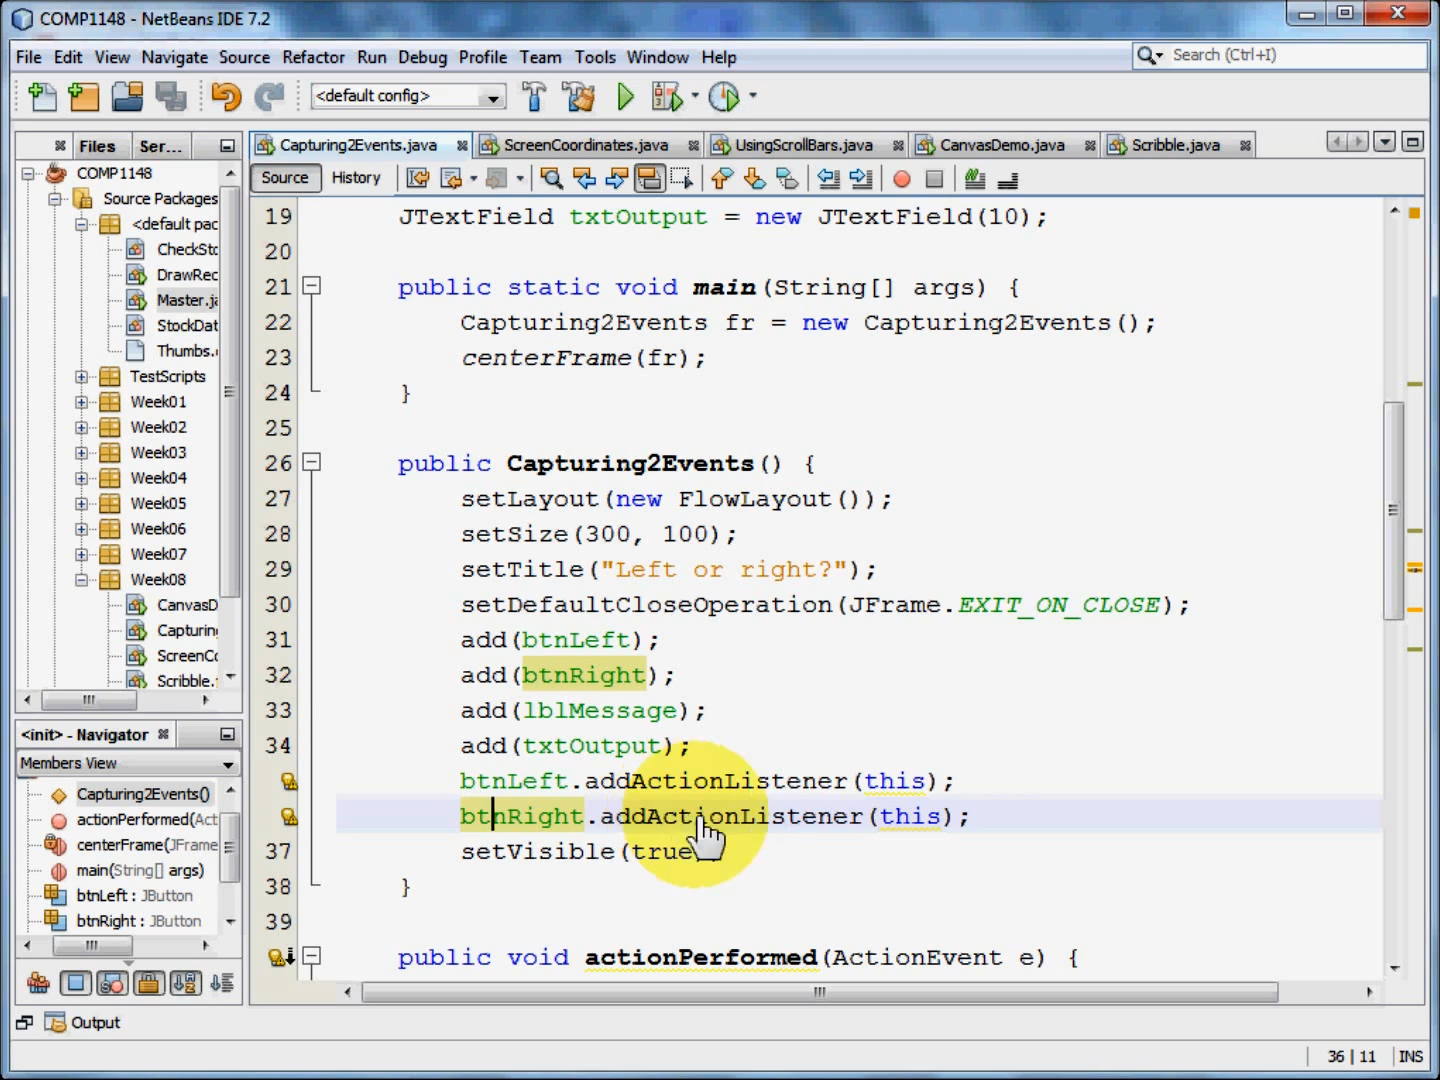 COMP1148 - NetBeans IDE 7.2
File Edit View Navigate Source Refactor Run Debug Profile Team Tools Window Help
Search (Ctrl+I)
<default config>
Files Ser...
Capturing2Events.java ScreenCoordinates.java UsingScrollBars.java CanvasDemo.java Scribble.java
Source History
COMP1148
Source Packages
<default pac
CheckSto
DrawRec
Master.ja
StockDat
Thumbs.
TestScripts
Week01
Week02
Week03
Week04
Week05
Week06
Week07
Week08
CanvasD
Capturing
ScreenCo
Scribble.
<init> - Navigator
Members View
Capturing2Events()
actionPerformed(Act
centerFrame(JFrame
main(String[] args)
btnLeft : JButton
btnRight : JButton
19 JTextField txtOutput = new JTextField(10);
20
21 public static void main(String[] args) {
22 Capturing2Events fr = new Capturing2Events();
23 centerFrame(fr);
24 }
25
26 public Capturing2Events() {
27 setLayout(new FlowLayout());
28 setSize(300, 100);
29 setTitle("Left or right?");
30 setDefaultCloseOperation(JFrame.EXIT_ON_CLOSE);
31 add(btnLeft);
32 add(btnRight);
33 add(lblMessage);
34 add(txtOutput);
btnLeft.addActionListener(this);
btnRight.addActionListener(this);
37 setVisible(true);
38 }
39
public void actionPerformed(ActionEvent e) {
Output
36 | 11 INS